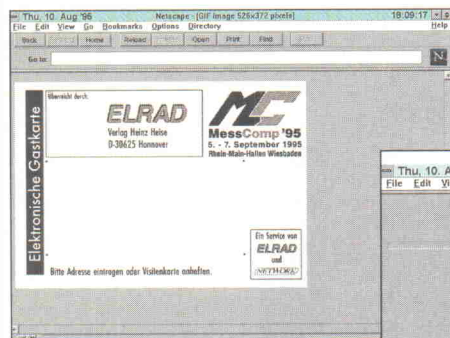 Thu, 10. Aug '95 Netscape - [GIF image 526x372 pixels] 18:09:17
File Edit View Go Bookmarks Options Directory Help
Back Home Reload Open Print Find
Go to:
N
Elektronische Gastkarte
Überreicht durch:
ELRAD
Verlag Heinz Heise
D-30625 Hannover
MC
MessComp'95
5. - 7. September 1995
Rhein-Main-Hallen Wiesbaden
Ein Service von
ELRAD
und
NETWORK
Bitte Adresse eintragen oder Visitenkarte anheften.
Thu, 10. A
File Edit Vi